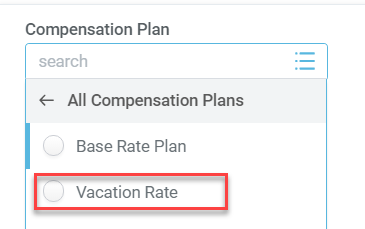 Compensation Plan
search
All Compensation Plans
Base Rate Plan
Vacation Rate